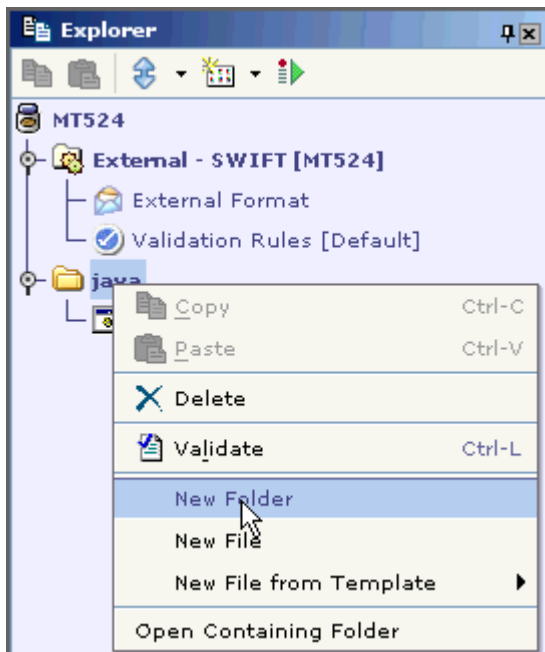 Explorer
MT524
External - SWIFT [MT524]
External Format
Validation Rules [Default]
java
Copy Ctrl-C
Paste Ctrl-V
Delete
Validate Ctrl-L
New Folder
New File
New File from Template
Open Containing Folder